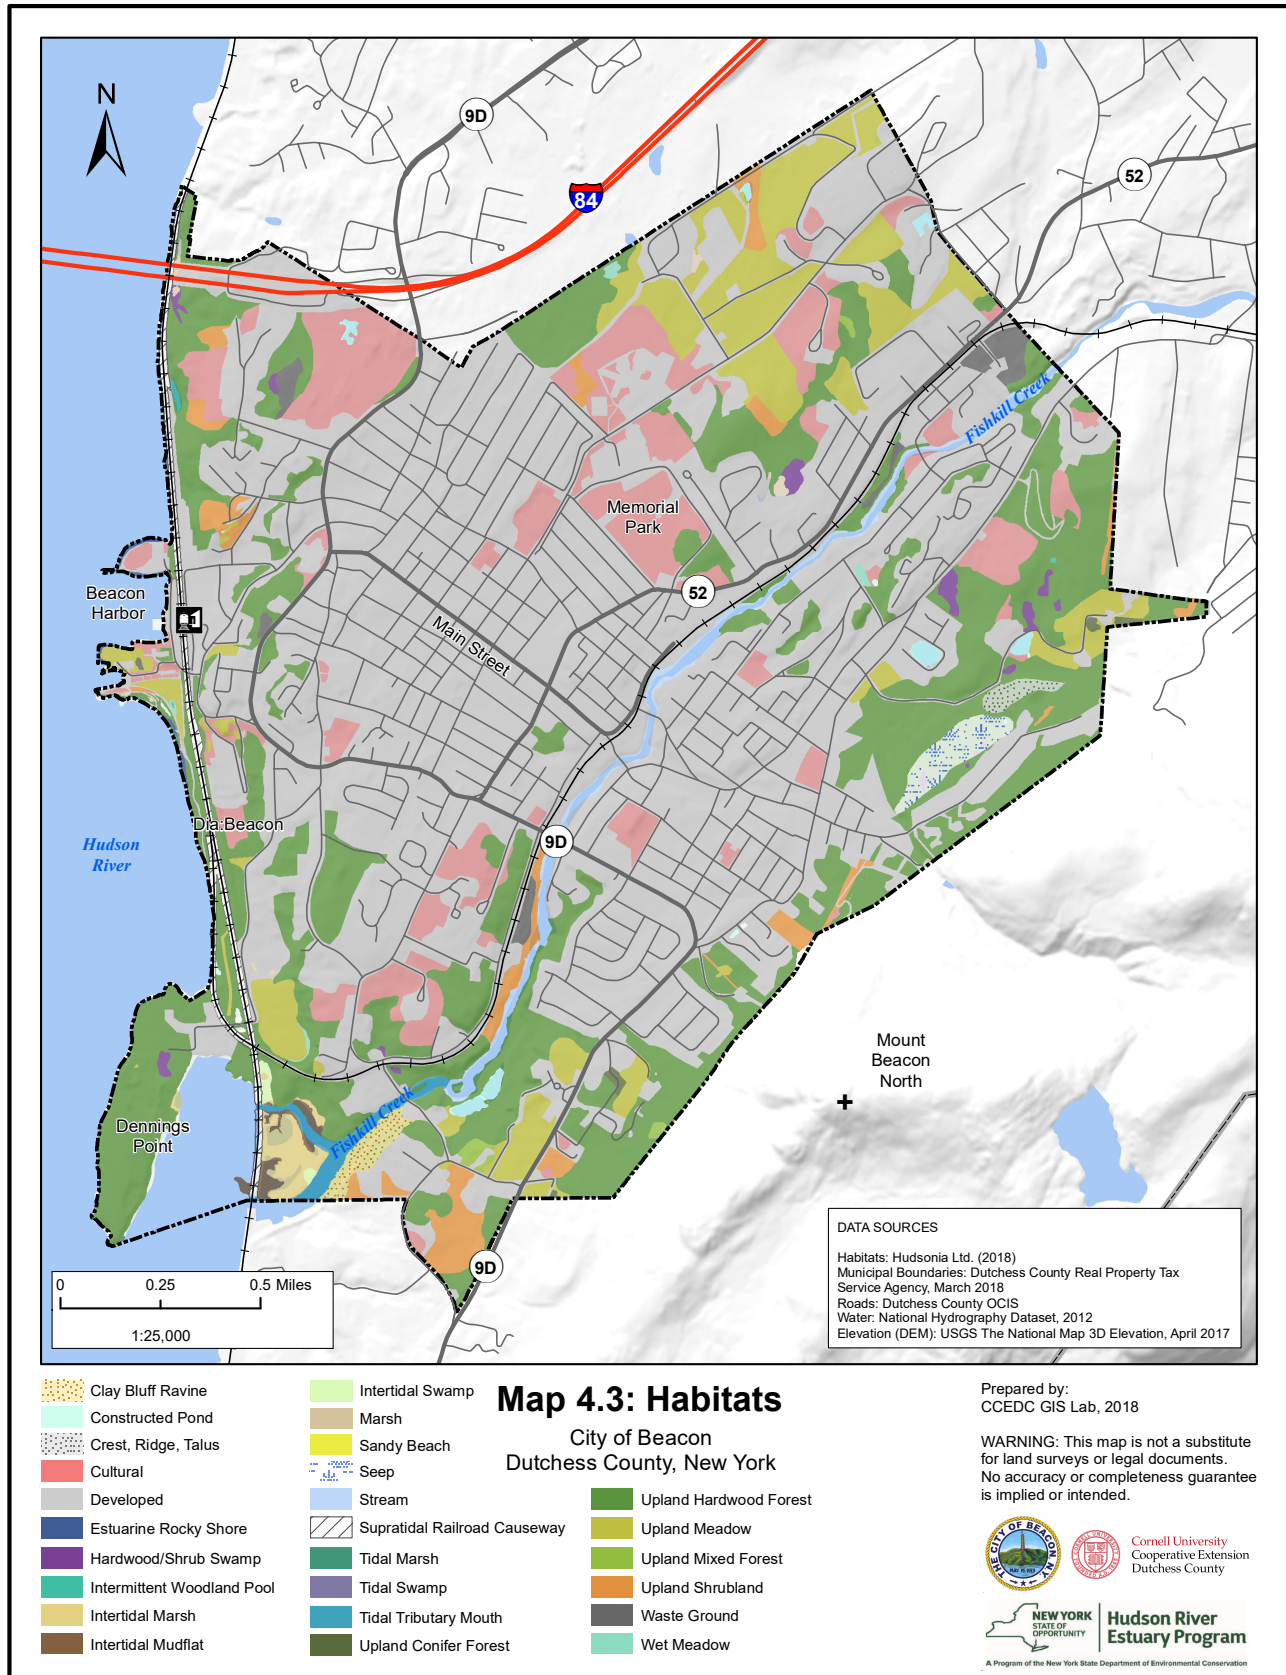 N
9D
84
52
Fishkill Creek
Memorial
Park
52
Beacon
Harbor
Main Street
Dia:Beacon
Hudson
River
9D
Mount
Beacon
North
Dennings
Point
Fishkill Creek
9D
0 0.25 0.5 Miles
1:25,000
DATA SOURCES
Habitats: Hudsonia Ltd. (2018)
Municipal Boundaries: Dutchess County Real Property Tax
Service Agency, March 2018
Roads: Dutchess County OCIS
Water: National Hydrography Dataset, 2012
Elevation (DEM): USGS The National Map 3D Elevation, April 2017
Clay Bluff Ravine
Constructed Pond
Crest, Ridge, Talus
Cultural
Developed
Estuarine Rocky Shore
Hardwood/Shrub Swamp
Intermittent Woodland Pool
Intertidal Marsh
Intertidal Mudflat
Intertidal Swamp
Marsh
Sandy Beach
Seep
Stream
Supratidal Railroad Causeway
Tidal Marsh
Tidal Swamp
Tidal Tributary Mouth
Upland Conifer Forest
Map 4.3: Habitats
City of Beacon
Dutchess County, New York
Upland Hardwood Forest
Upland Meadow
Upland Mixed Forest
Upland Shrubland
Waste Ground
Wet Meadow
Prepared by:
CCEDC GIS Lab, 2018
WARNING: This map is not a substitute
for land surveys or legal documents.
No accuracy or completeness guarantee
is implied or intended.
THE CITY OF BEACON N.Y.
MAY 15, 1913
Cornell University
Cooperative Extension
Dutchess County
NEW YORK
STATE OF
OPPORTUNITY
Hudson River
Estuary Program
A Program of the New York State Department of Environmental Conservation